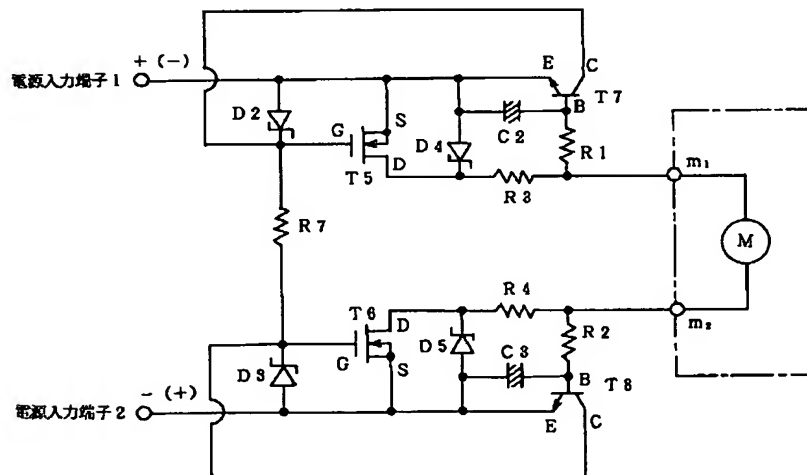 + (-)
電源入力端子1
E
C
T7
B
D2
S
G
D4
C2
R1
D
T5
R3
m₁
R7
M
R4
T6
D
m₂
R2
D5
C3
G
S
B
D3
T8
- (+)
電源入力端子2
E
C